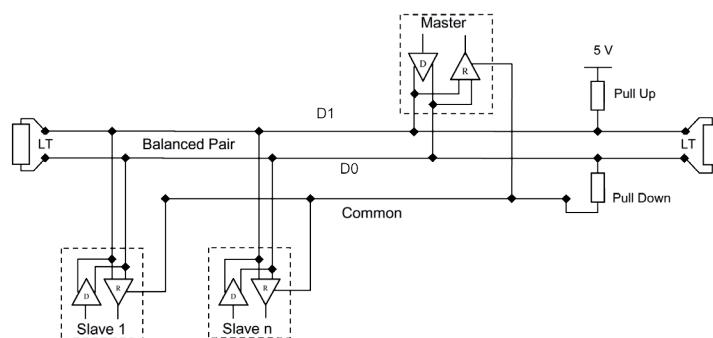 Master
D
R
5 V
Pull Up
D1
LT
Balanced Pair
LT
D0
Pull Down
Common
D
R
D
R
Slave 1
Slave n